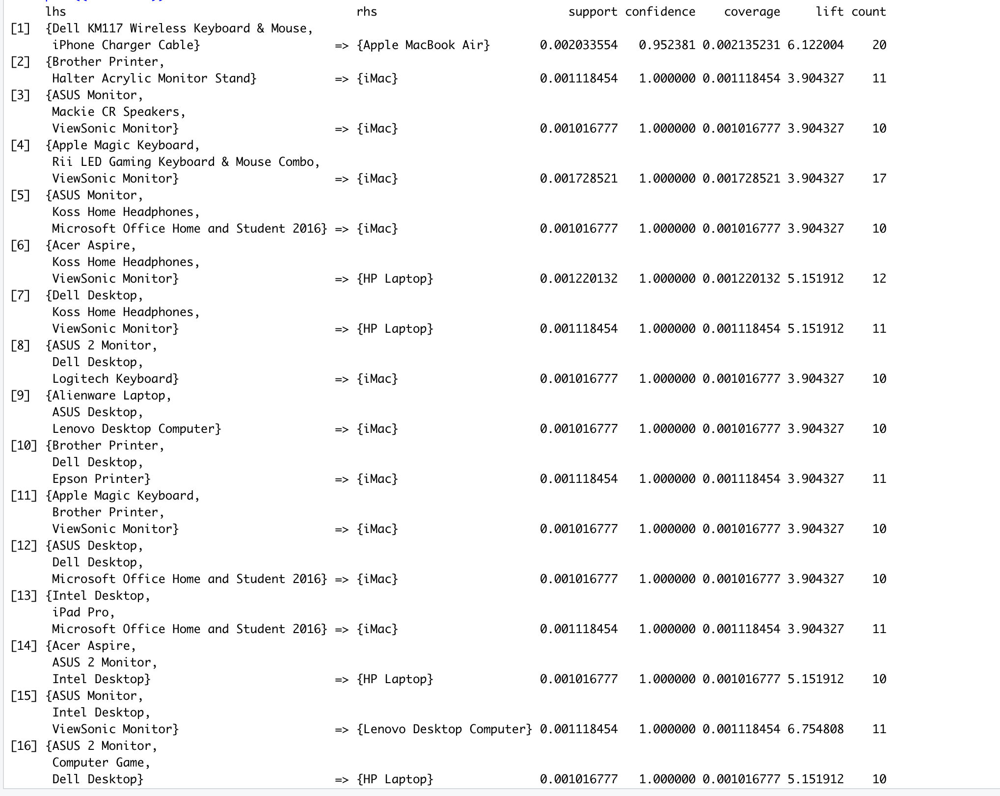 lhs rhs support confidence coverage lift count
[1] {Dell KM117 Wireless Keyboard & Mouse,
iPhone Charger Cable} => {Apple MacBook Air} 0.002033554 0.952381 0.002135231 6.122004 20
[2] {Brother Printer,
Halter Acrylic Monitor Stand} => {iMac} 0.001118454 1.000000 0.001118454 3.904327 11
[3] {ASUS Monitor,
Mackie CR Speakers,
ViewSonic Monitor} => {iMac} 0.001016777 1.000000 0.001016777 3.904327 10
[4] {Apple Magic Keyboard,
Rii LED Gaming Keyboard & Mouse Combo,
ViewSonic Monitor} => {iMac} 0.001728521 1.000000 0.001728521 3.904327 17
[5] {ASUS Monitor,
Koss Home Headphones,
Microsoft Office Home and Student 2016} => {iMac} 0.001016777 1.000000 0.001016777 3.904327 10
[6] {Acer Aspire,
Koss Home Headphones,
ViewSonic Monitor} => {HP Laptop} 0.001220132 1.000000 0.001220132 5.151912 12
[7] {Dell Desktop,
Koss Home Headphones,
ViewSonic Monitor} => {HP Laptop} 0.001118454 1.000000 0.001118454 5.151912 11
[8] {ASUS 2 Monitor,
Dell Desktop,
Logitech Keyboard} => {iMac} 0.001016777 1.000000 0.001016777 3.904327 10
[9] {Alienware Laptop,
ASUS Desktop,
Lenovo Desktop Computer} => {iMac} 0.001016777 1.000000 0.001016777 3.904327 10
[10] {Brother Printer,
Dell Desktop,
Epson Printer} => {iMac} 0.001118454 1.000000 0.001118454 3.904327 11
[11] {Apple Magic Keyboard,
Brother Printer,
ViewSonic Monitor} => {iMac} 0.001016777 1.000000 0.001016777 3.904327 10
[12] {ASUS Desktop,
Dell Desktop,
Microsoft Office Home and Student 2016} => {iMac} 0.001016777 1.000000 0.001016777 3.904327 10
[13] {Intel Desktop,
iPad Pro,
Microsoft Office Home and Student 2016} => {iMac} 0.001118454 1.000000 0.001118454 3.904327 11
[14] {Acer Aspire,
ASUS 2 Monitor,
Intel Desktop} => {HP Laptop} 0.001016777 1.000000 0.001016777 5.151912 10
[15] {ASUS Monitor,
Intel Desktop,
ViewSonic Monitor} => {Lenovo Desktop Computer} 0.001118454 1.000000 0.001118454 6.754808 11
[16] {ASUS 2 Monitor,
Computer Game,
Dell Desktop} => {HP Laptop} 0.001016777 1.000000 0.001016777 5.151912 10